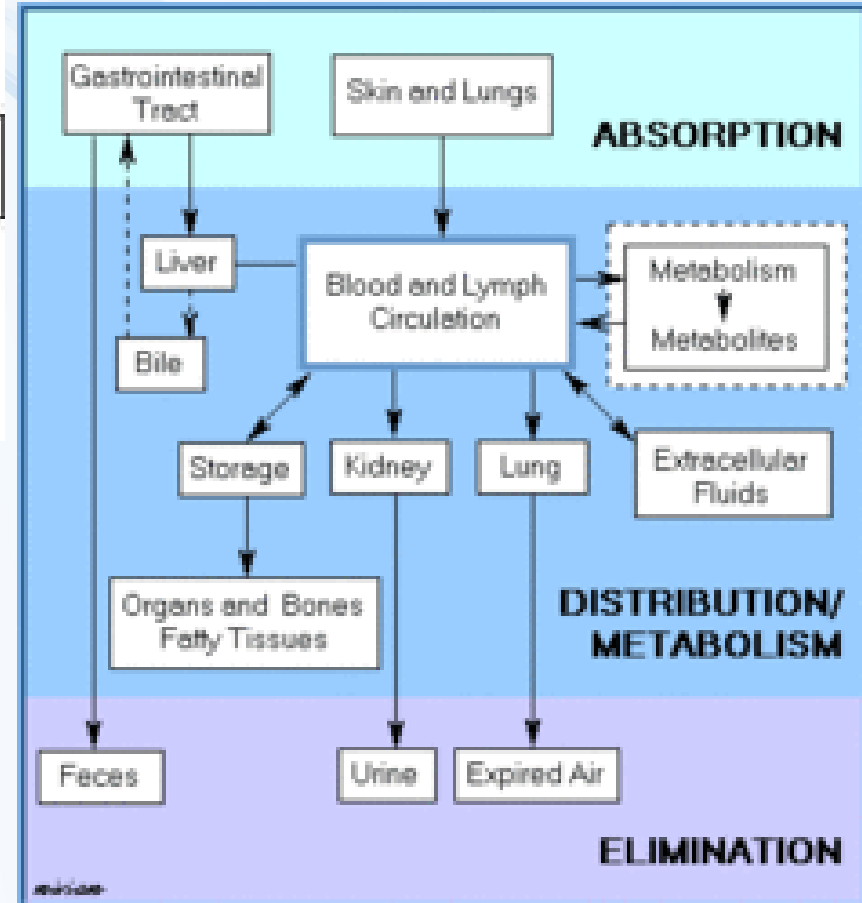 Gastrointestinal
Tract
Skin and Lungs
ABSORPTION
Liver
Blood and Lymph
Circulation
Metabolism
Metabolites
Bile
Storage
Kidney
Lung
Extracellular
Fluids
Organs and Bones
Fatty Tissues
DISTRIBUTION/
METABOLISM
Feces
Urine
Expired Air
ELIMINATION